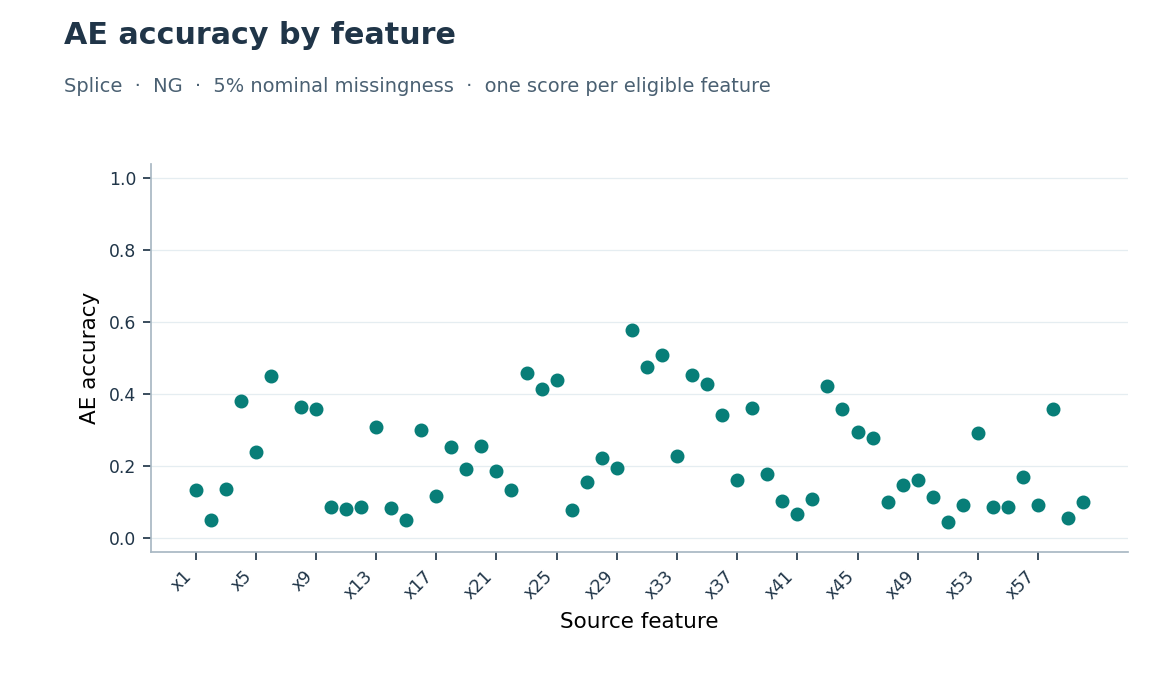 AE accuracy by feature
Splice · NG · 5% nominal missingness · one score per eligible feature
1.0
0.8
0.6
0.4
0.2
0.0
AE accuracy
x1 x5 x9 x13 x17 x21 x25 x29 x33 x37 x41 x45 x49 x53 x57
Source feature